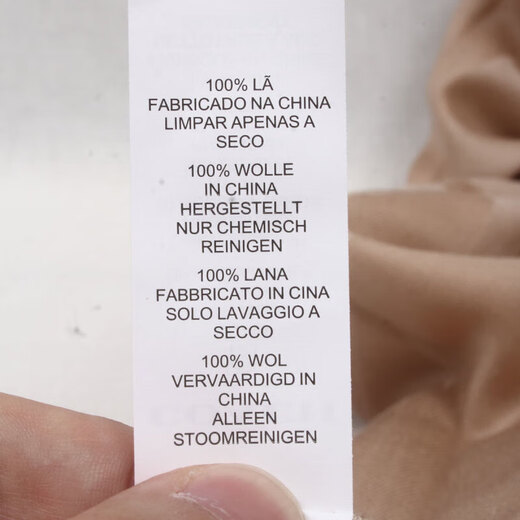 100% LÃ
FABRICADO NA CHINA
LIMPAR APENAS A
SECO
100% WOLLE
IN CHINA
HERGESTELLT
NUR CHEMISCH
REINIGEN
100% LANA
FABBRICATO IN CINA
SOLO LAVAGGIO A
SECCO
100% WOL
VERVAARDIGD IN
CHINA
ALLEEN
STOOMREINIGEN